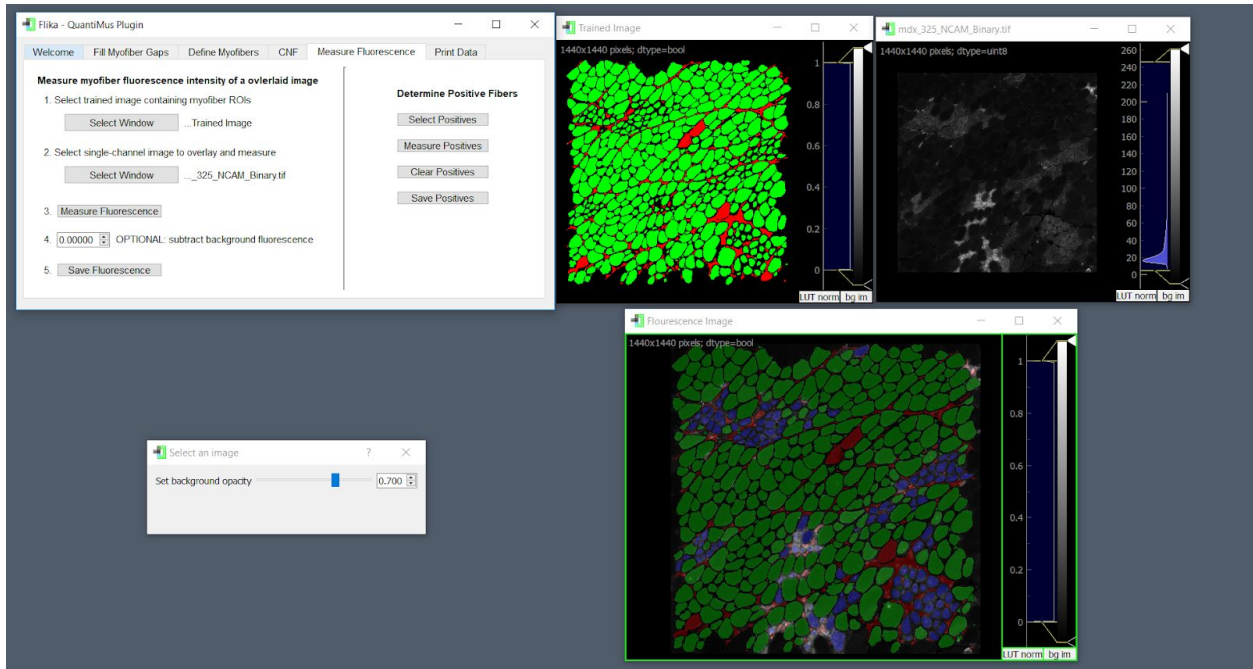 Flika - QuantiMus Plugin
Welcome Fill Myofiber Gaps Define Myofibers CNF Measure Fluorescence Print Data
Measure myofiber fluorescence intensity of a ovlerlaid image
1. Select trained image containing myofiber ROIs
Select Window ...Trained Image
2. Select single-channel image to overlay and measure
Select Window ..._325_NCAM_Binary.tif
3. Measure Fluorescence
4. 0.00000 OPTIONAL: subtract background fluorescence
5. Save Fluorescence
Determine Positive Fibers
Select Positives
Measure Positives
Clear Positives
Save Positives
Trained Image
1440x1440 pixels; dtype=bool
1
0.8
0.6
0.4
0.2
0
LUT norm bg im
mdx_325_NCAM_Binary.tif
1440x1440 pixels; dtype=uint8
260
240
220
200
180
160
140
120
100
80
60
40
20
0
LUT norm bg im
Flourescence Image
1440x1440 pixels; dtype=bool
1
0.8
0.6
0.4
0.2
0
LUT norm bg im
Select an image ?
Set background opacity 0.700